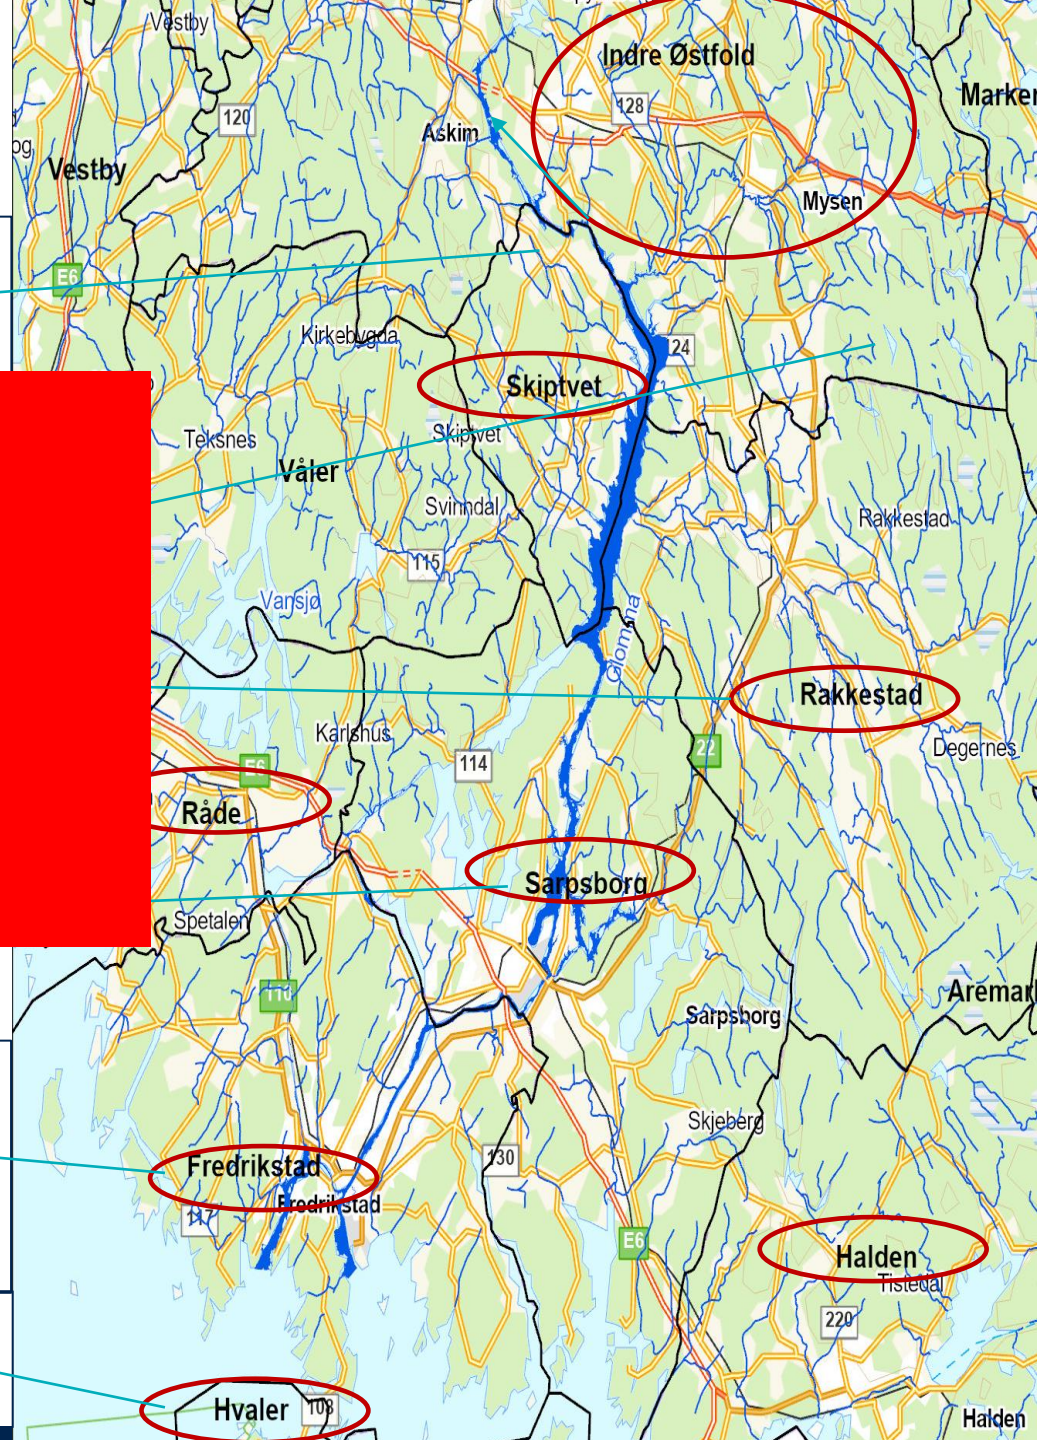 Vestby
Indre Østfold
Marker
128
120
Askim
og
Vestby
Mysen
E6
Kirkebygda
124
Skiptvet
Teksnes
Skiptvet
Våler
Svinndal
Rakkestad
115
Vansjø
Glomma
Rakkestad
Karlshus
22
Degernes
114
E6
Råde
Sarpsborg
Spetalen
110
Aremark
Sarpsborg
Skjeberg
130
Fredrikstad
Fredrikstad
117
E6
Halden
Tistedal
220
Hvaler
108
Halden